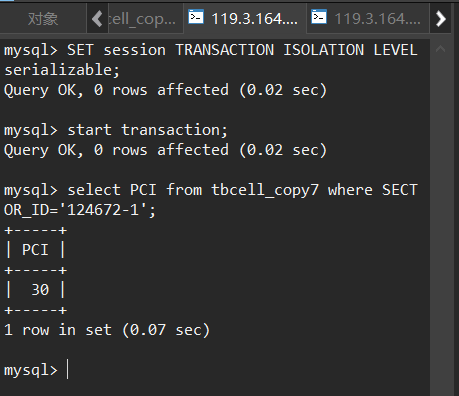 对象
cell_cop...
119.3.164....
119.3.164....
mysql> SET session TRANSACTION ISOLATION LEVEL
serializable;
Query OK, 0 rows affected (0.02 sec)
mysql> start transaction;
Query OK, 0 rows affected (0.02 sec)
mysql> select PCI from tbcell_copy7 where SECT
OR_ID='124672-1';
+-----+
| PCI |
+-----+
|  30 |
+-----+
1 row in set (0.07 sec)
mysql>